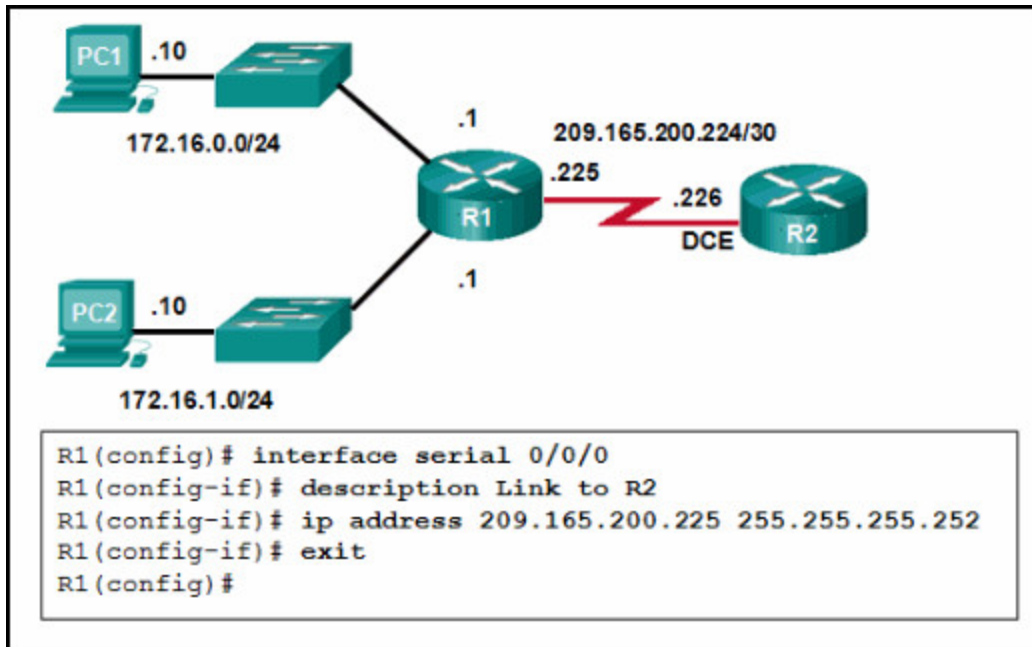 PC1
.10
172.16.0.0/24
.1
209.165.200.224/30
.225
R1
.226
DCE
R2
.1
PC2
.10
172.16.1.0/24
R1(config)# interface serial 0/0/0
R1(config-if)# description Link to R2
R1(config-if)# ip address 209.165.200.225 255.255.255.252
R1(config-if)# exit
R1(config)#